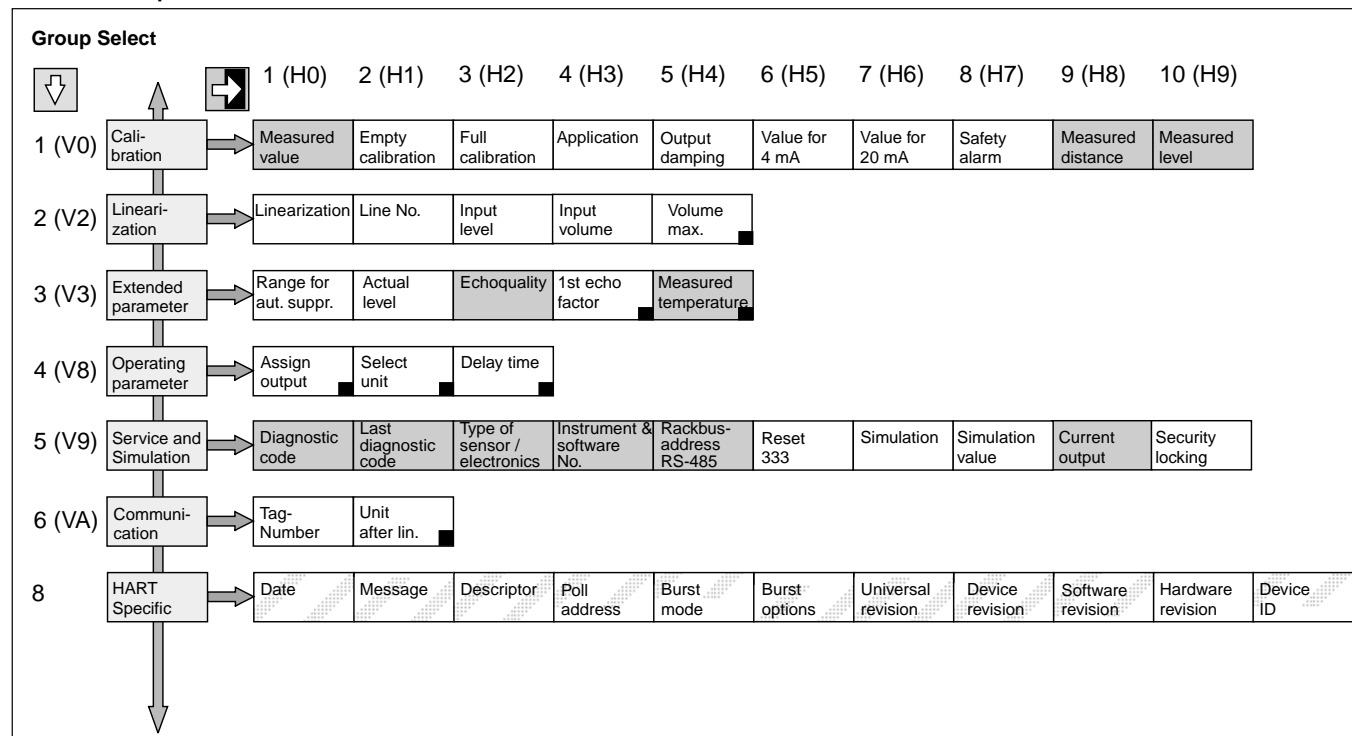 Group Select
1 (H0) 2 (H1) 3 (H2) 4 (H3) 5 (H4) 6 (H5) 7 (H6) 8 (H7) 9 (H8) 10 (H9)
1 (V0)
Cali-
bration
Measured
value
Empty
calibration
Full
calibration
Application
Output
damping
Value for
4 mA
Value for
20 mA
Safety
alarm
Measured
distance
Measured
level
2 (V2)
Lineari-
zation
Linearization
Line No.
Input
level
Input
volume
Volume
max.
3 (V3)
Extended
parameter
Range for
aut. suppr.
Actual
level
Echoquality
1st echo
factor
Measured
temperature
4 (V8)
Operating
parameter
Assign
output
Select
unit
Delay time
5 (V9)
Service and
Simulation
Diagnostic
code
Last
diagnostic
code
Type of
sensor /
electronics
Instrument &
software
No.
Rackbus-
address
RS-485
Reset
333
Simulation
Simulation
value
Current
output
Security
locking
6 (VA)
Communi-
cation
Tag-
Number
Unit
after lin.
8
HART
Specific
Date
Message
Descriptor
Poll
address
Burst
mode
Burst
options
Universal
revision
Device
revision
Software
revision
Hardware
revision
Device
ID